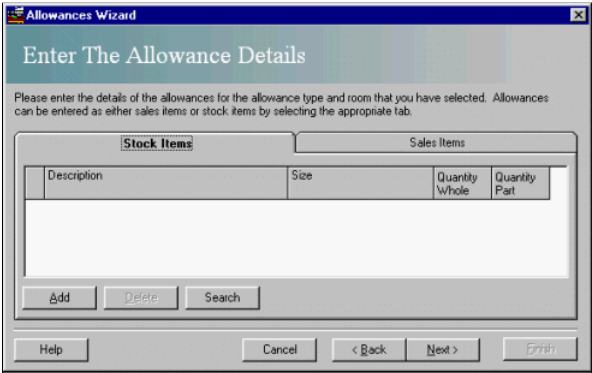 Allowances Wizard
Enter The Allowance Details
Please enter the details of the allowances for the allowance type and room that you have selected. Allowances
can be entered as either sales items or stock items by selecting the appropriate tab.
Stock Items Sales Items
Description Size Quantity Whole Quantity Part
Add Delete Search
Help Cancel < Back Next > Finish